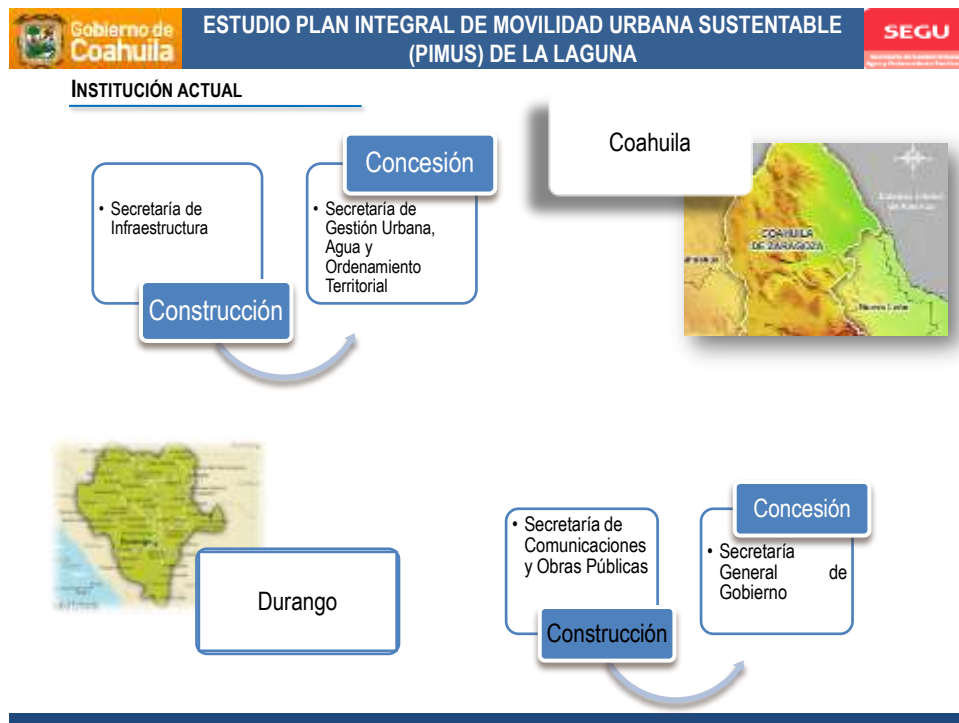 Gobierno de
Coahuila
ESTUDIO PLAN INTEGRAL DE MOVILIDAD URBANA SUSTENTABLE
(PIMUS) DE LA LAGUNA
SEGU
INSTITUCIÓN ACTUAL
• Secretaría de
Infraestructura
Construcción
Concesión
• Secretaría de
Gestión Urbana,
Agua y
Ordenamiento
Territorial
Coahuila
COAHUILA
DE ZARAGOZA
Nuevo León
Durango
• Secretaría de
Comunicaciones
y Obras Públicas
Construcción
Concesión
• Secretaría
General de
Gobierno